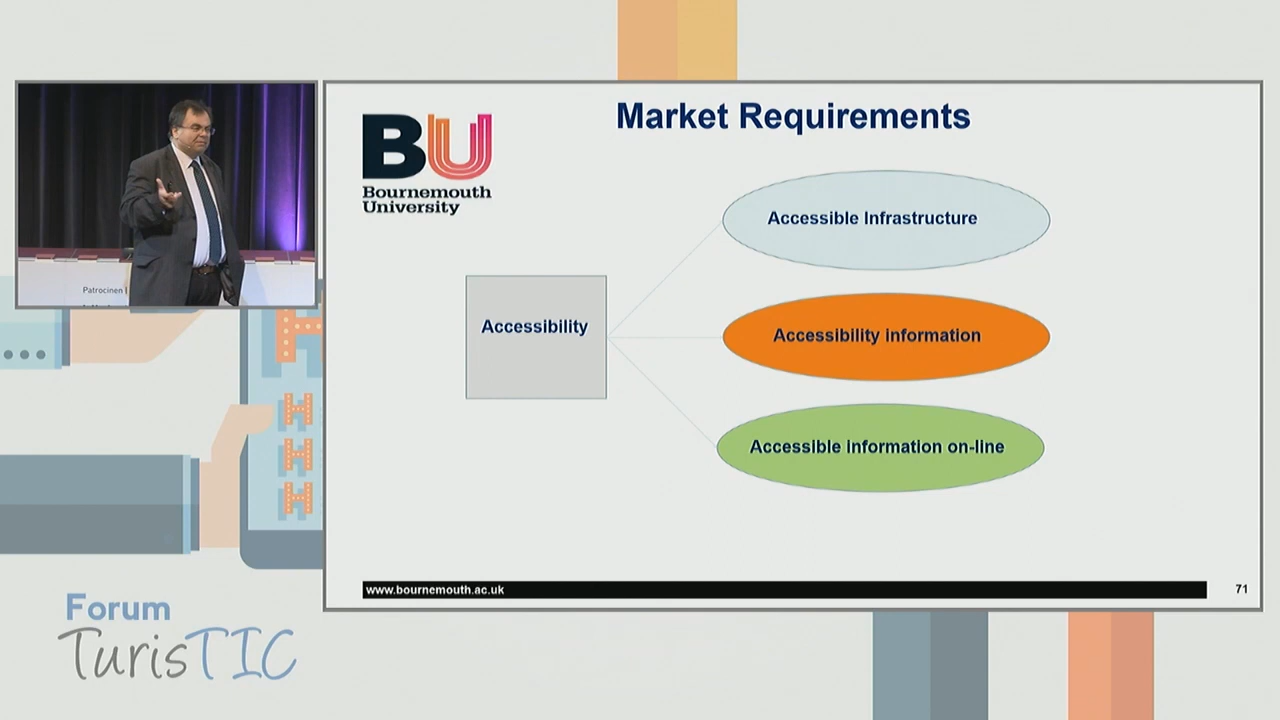 Market Requirements
BU
Bournemouth
University
Accessible Infrastructure
Accessibility
Accessibility information
Accessible information on-line
Patrocinen
www.bournemouth.ac.uk
71
Forum
TurisTIC